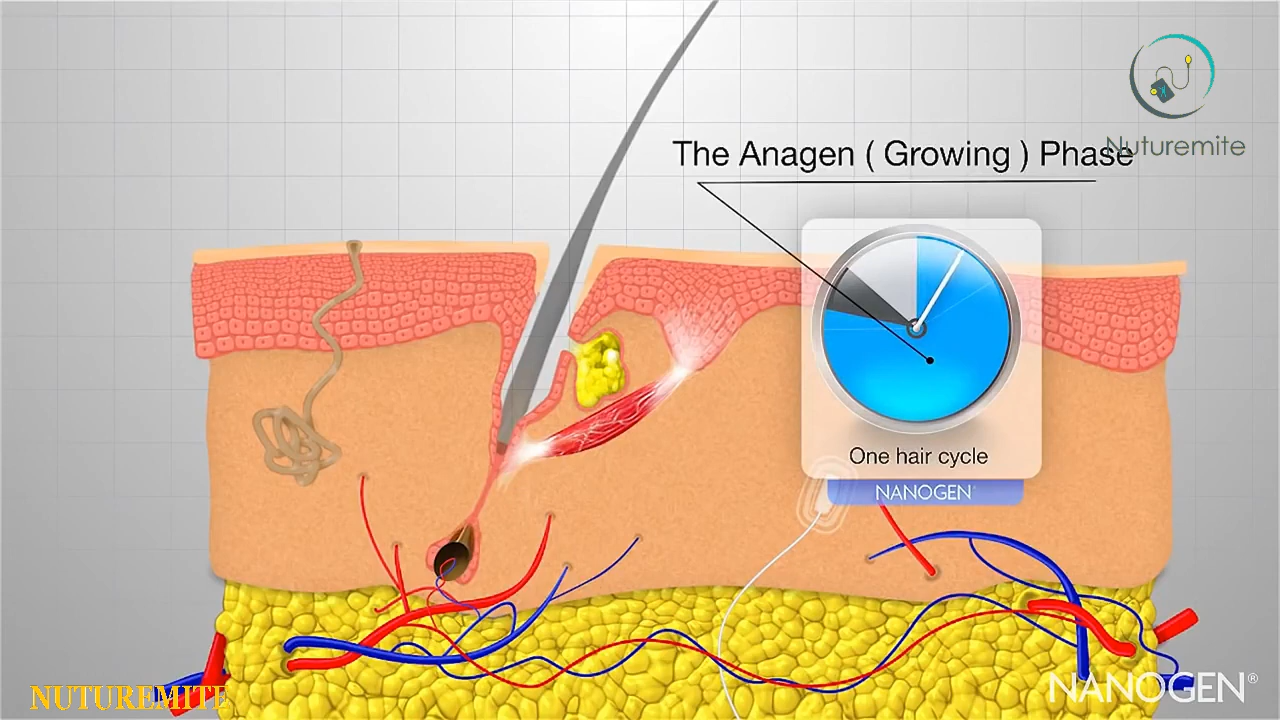 Nuturemite
The Anagen ( Growing ) Phase
One hair cycle
NANOGEN®
NUTUREMITE
NANOGEN®